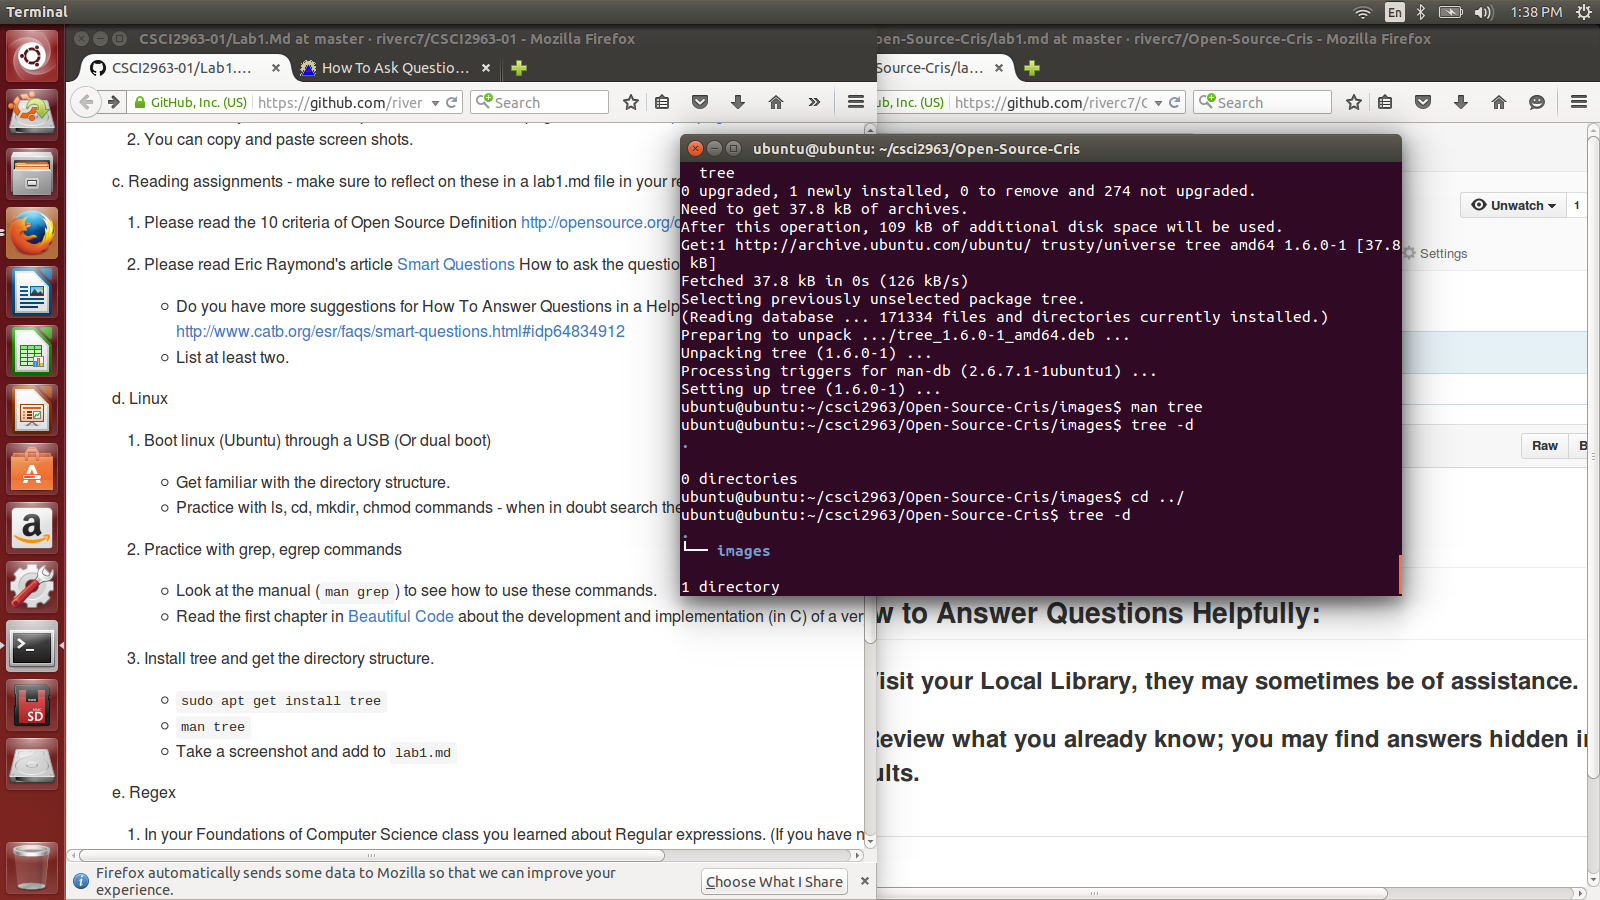 Terminal
En
1:38 PM
CSCI2963-01/Lab1.Md at master · riverc7/CSCI2963-01 - Mozilla Firefox
pen-Source-Cris/lab1.md at master · riverc7/Open-Source-Cris - Mozilla Firefox
CSCI2963-01/Lab1....
How To Ask Questio...
Source-Cris/la...
GitHub, Inc. (US)
https://github.com/river
Search
ub, Inc. (US)
https://github.com/riverc7/C
Search
2. You can copy and paste screen shots.
c. Reading assignments - make sure to reflect on these in a lab1.md file in your re
1. Please read the 10 criteria of Open Source Definition http://opensource.org/o
2. Please read Eric Raymond's article Smart Questions How to ask the questio
Do you have more suggestions for How To Answer Questions in a Help
http://www.catb.org/esr/faqs/smart-questions.html#idp64834912
List at least two.
d. Linux
1. Boot linux (Ubuntu) through a USB (Or dual boot)
Get familiar with the directory structure.
Practice with ls, cd, mkdir, chmod commands - when in doubt search the
2. Practice with grep, egrep commands
Look at the manual ( man grep ) to see how to use these commands.
Read the first chapter in Beautiful Code about the development and implementation (in C) of a ver
3. Install tree and get the directory structure.
sudo apt get install tree
man tree
Take a screenshot and add to lab1.md
e. Regex
1. In your Foundations of Computer Science class you learned about Regular expressions. (If you have n
Firefox automatically sends some data to Mozilla so that we can improve your
experience.
Choose What I Share
ubuntu@ubuntu: ~/csci2963/Open-Source-Cris
tree
0 upgraded, 1 newly installed, 0 to remove and 274 not upgraded.
Need to get 37.8 kB of archives.
After this operation, 109 kB of additional disk space will be used.
Get:1 http://archive.ubuntu.com/ubuntu/ trusty/universe tree amd64 1.6.0-1 [37.8
kB]
Fetched 37.8 kB in 0s (126 kB/s)
Selecting previously unselected package tree.
(Reading database ... 171334 files and directories currently installed.)
Preparing to unpack .../tree_1.6.0-1_amd64.deb ...
Unpacking tree (1.6.0-1) ...
Processing triggers for man-db (2.6.7.1-1ubuntu1) ...
Setting up tree (1.6.0-1) ...
ubuntu@ubuntu:~/csci2963/Open-Source-Cris/images$ man tree
ubuntu@ubuntu:~/csci2963/Open-Source-Cris/images$ tree -d
.
0 directories
ubuntu@ubuntu:~/csci2963/Open-Source-Cris/images$ cd ../
ubuntu@ubuntu:~/csci2963/Open-Source-Cris$ tree -d
.
└── images
1 directory
Unwatch
1
Settings
Raw
B
w to Answer Questions Helpfully:
isit your Local Library, they may sometimes be of assistance.
Review what you already know; you may find answers hidden in
ults.
SD